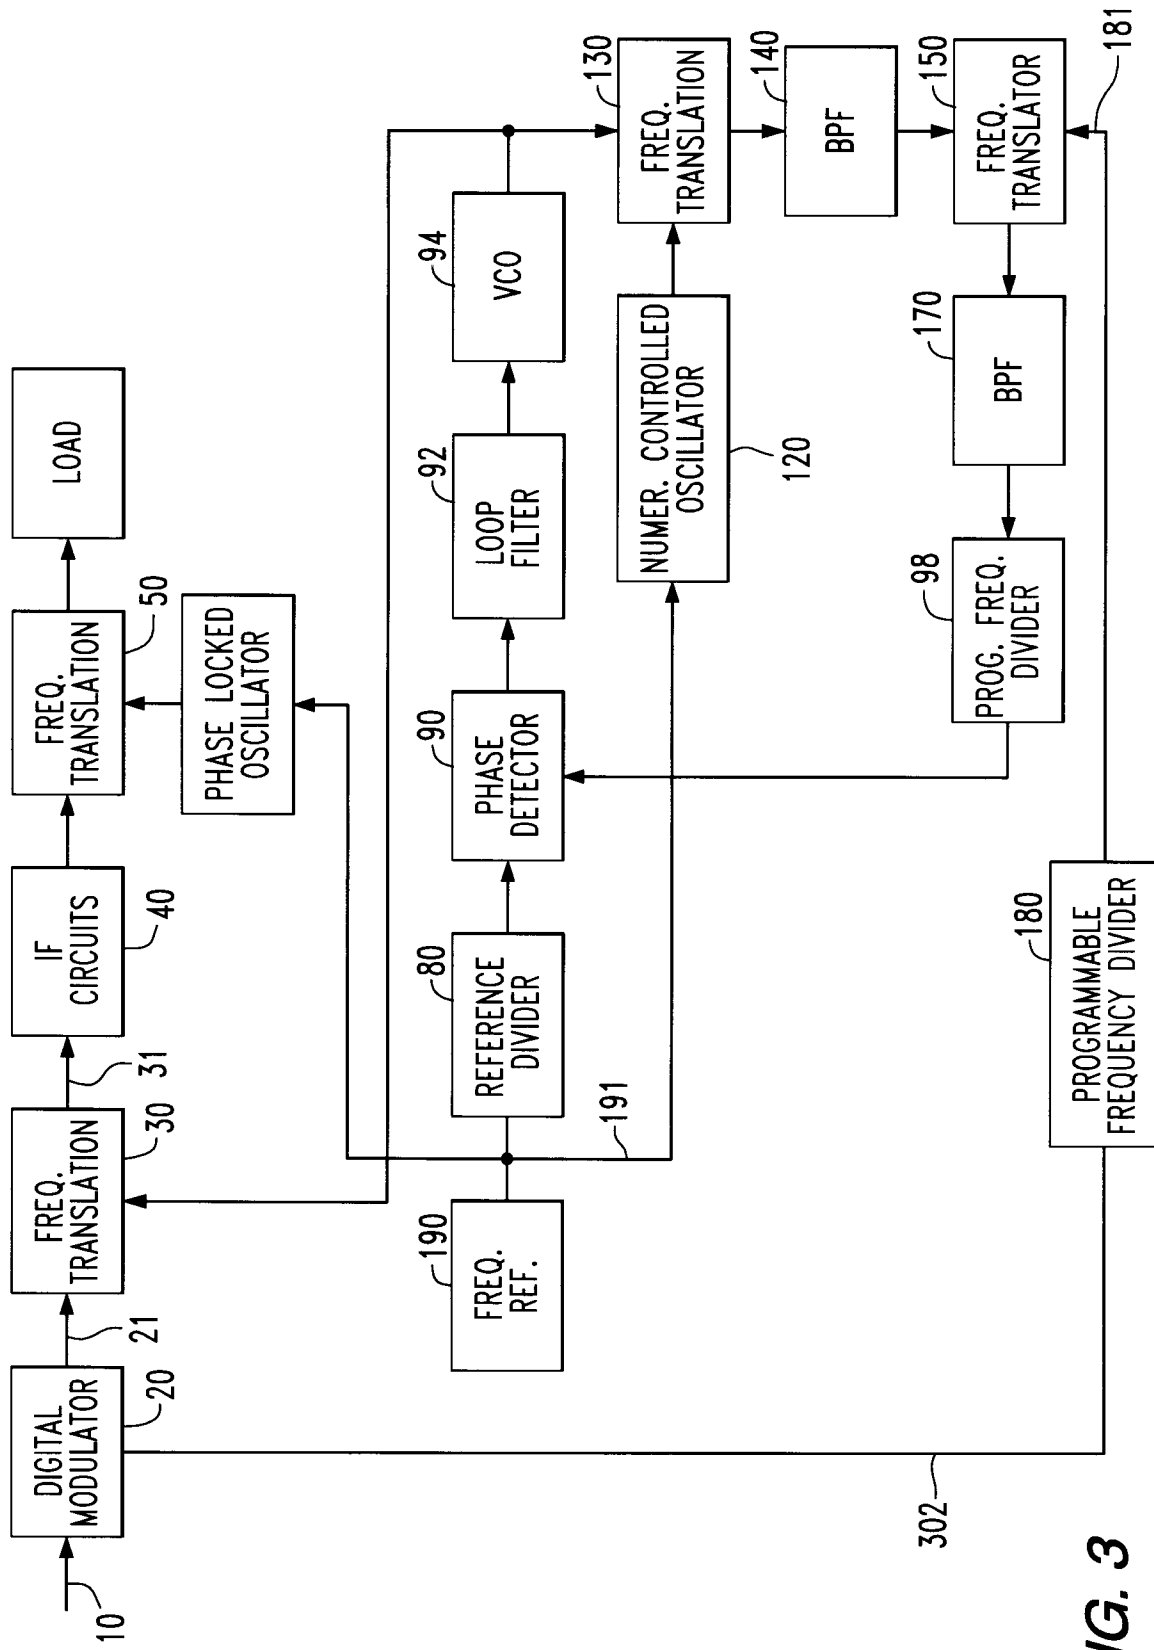 10
DIGITAL
MODULATOR
20
21
FREQ.
TRANSLATION
30
31
IF
CIRCUITS
40
FREQ.
TRANSLATION
50
LOAD
PHASE LOCKED
OSCILLATOR
190
FREQ.
REF.
191
80
REFERENCE
DIVIDER
90
PHASE
DETECTOR
92
LOOP
FILTER
94
VCO
NUMER. CONTROLLED
OSCILLATOR
120
130
FREQ.
TRANSLATION
140
BPF
150
FREQ.
TRANSLATOR
181
170
BPF
98
PROG. FREQ.
DIVIDER
180
PROGRAMMABLE
FREQUENCY DIVIDER
302
IG. 3